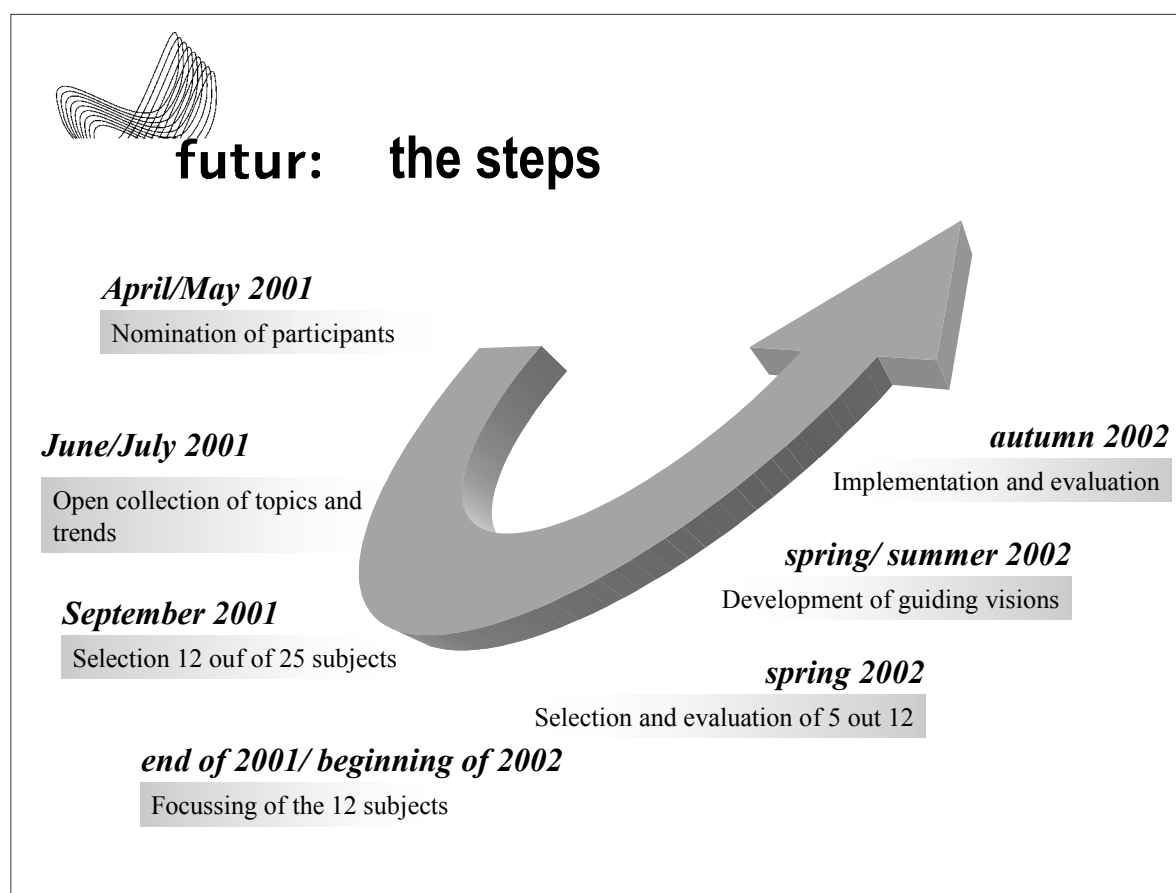 futur: the steps
April/May 2001
Nomination of participants
June/July 2001
Open collection of topics and
trends
September 2001
Selection 12 ouf of 25 subjects
end of 2001/ beginning of 2002
Focussing of the 12 subjects
spring 2002
Selection and evaluation of 5 out 12
spring/ summer 2002
Development of guiding visions
autumn 2002
Implementation and evaluation